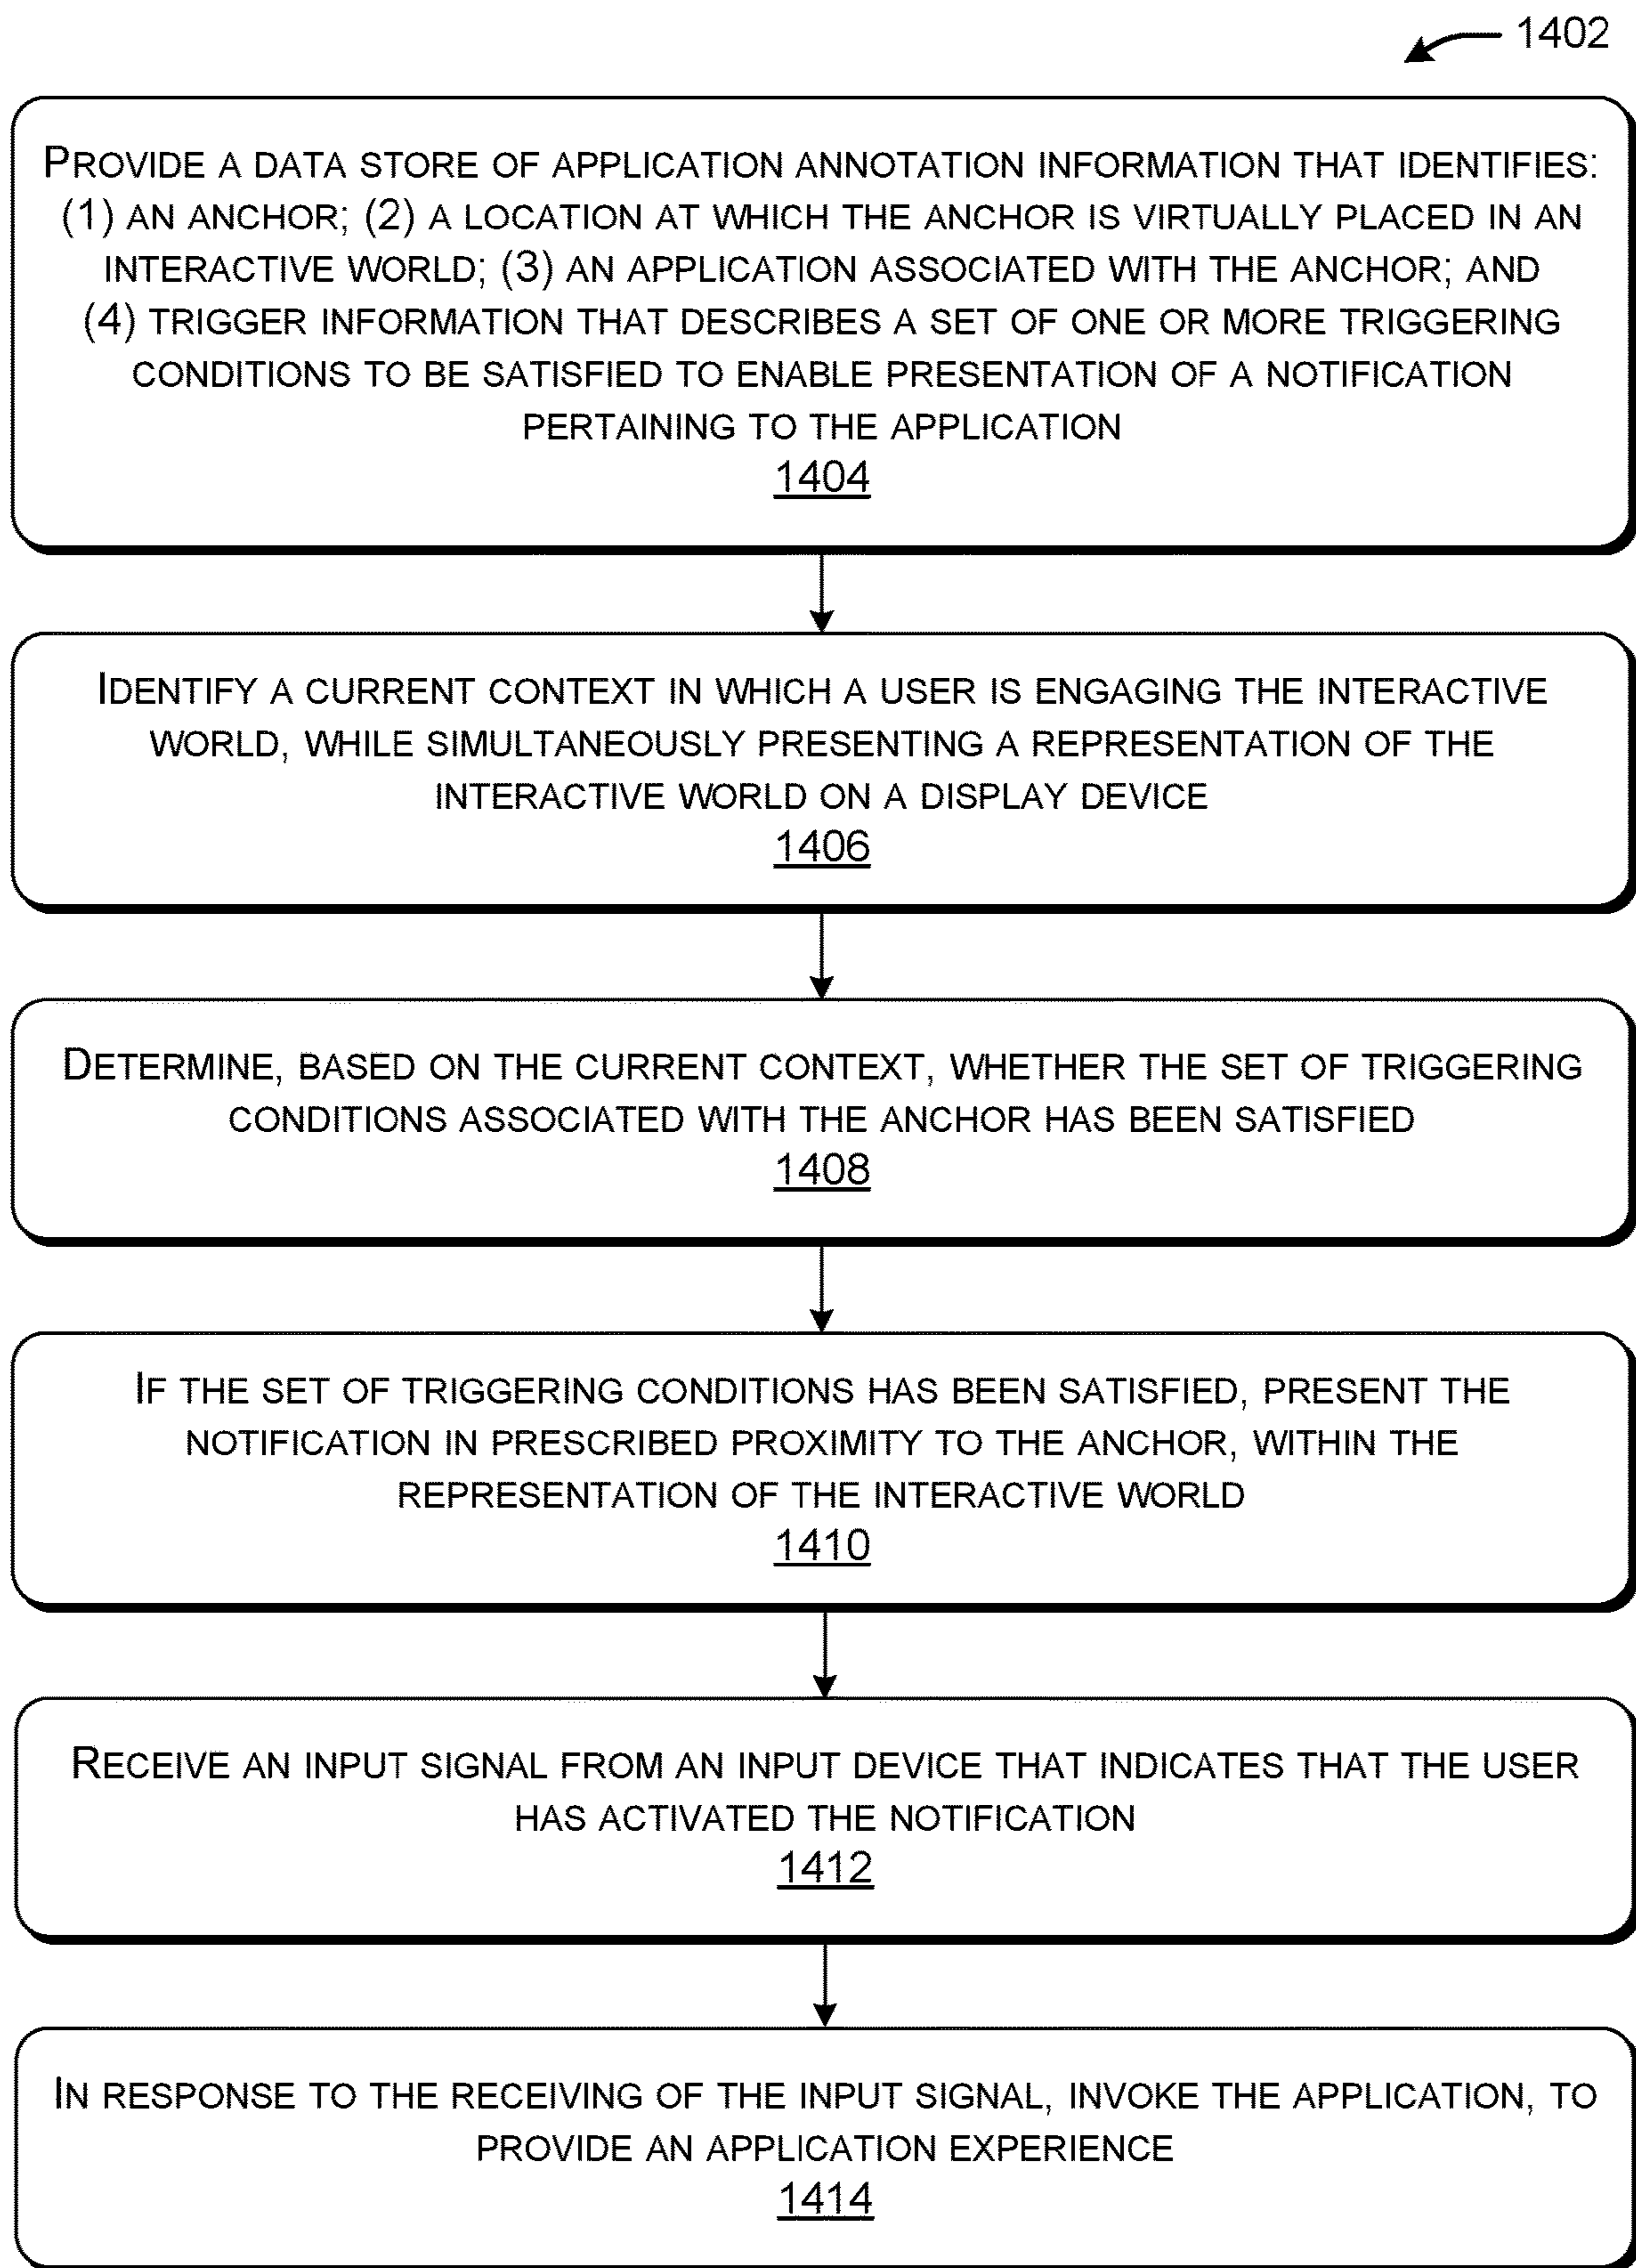 1402
PROVIDE A DATA STORE OF APPLICATION ANNOTATION INFORMATION THAT IDENTIFIES:
(1) AN ANCHOR; (2) A LOCATION AT WHICH THE ANCHOR IS VIRTUALLY PLACED IN AN
INTERACTIVE WORLD; (3) AN APPLICATION ASSOCIATED WITH THE ANCHOR; AND
(4) TRIGGER INFORMATION THAT DESCRIBES A SET OF ONE OR MORE TRIGGERING
CONDITIONS TO BE SATISFIED TO ENABLE PRESENTATION OF A NOTIFICATION
PERTAINING TO THE APPLICATION
1404
IDENTIFY A CURRENT CONTEXT IN WHICH A USER IS ENGAGING THE INTERACTIVE
WORLD, WHILE SIMULTANEOUSLY PRESENTING A REPRESENTATION OF THE
INTERACTIVE WORLD ON A DISPLAY DEVICE
1406
DETERMINE, BASED ON THE CURRENT CONTEXT, WHETHER THE SET OF TRIGGERING
CONDITIONS ASSOCIATED WITH THE ANCHOR HAS BEEN SATISFIED
1408
IF THE SET OF TRIGGERING CONDITIONS HAS BEEN SATISFIED, PRESENT THE
NOTIFICATION IN PRESCRIBED PROXIMITY TO THE ANCHOR, WITHIN THE
REPRESENTATION OF THE INTERACTIVE WORLD
1410
RECEIVE AN INPUT SIGNAL FROM AN INPUT DEVICE THAT INDICATES THAT THE USER
HAS ACTIVATED THE NOTIFICATION
1412
IN RESPONSE TO THE RECEIVING OF THE INPUT SIGNAL, INVOKE THE APPLICATION, TO
PROVIDE AN APPLICATION EXPERIENCE
1414